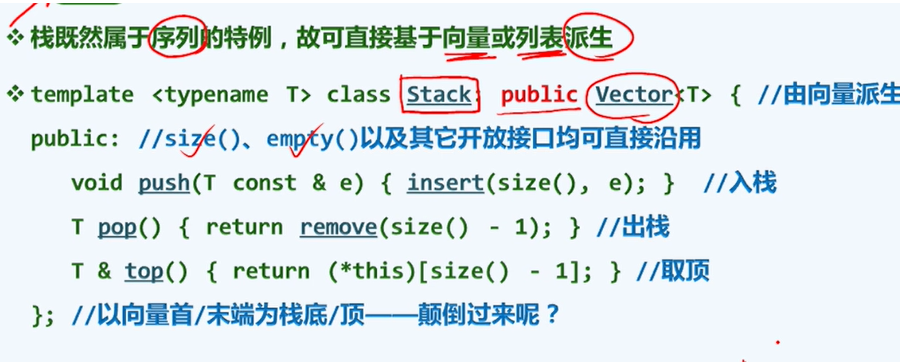 ❖ 栈既然属于序列的特例，故可直接基于向量或列表派生
❖ template <typename T> class Stack: public Vector<T> { //由向量派生
public: //size()、empty()以及其它开放接口均可直接沿用
void push(T const & e) { insert(size(), e); } //入栈
T pop() { return remove(size() - 1); } //出栈
T & top() { return (*this)[size() - 1]; } //取顶
}; //以向量首/末端为栈底/顶——颠倒过来呢？